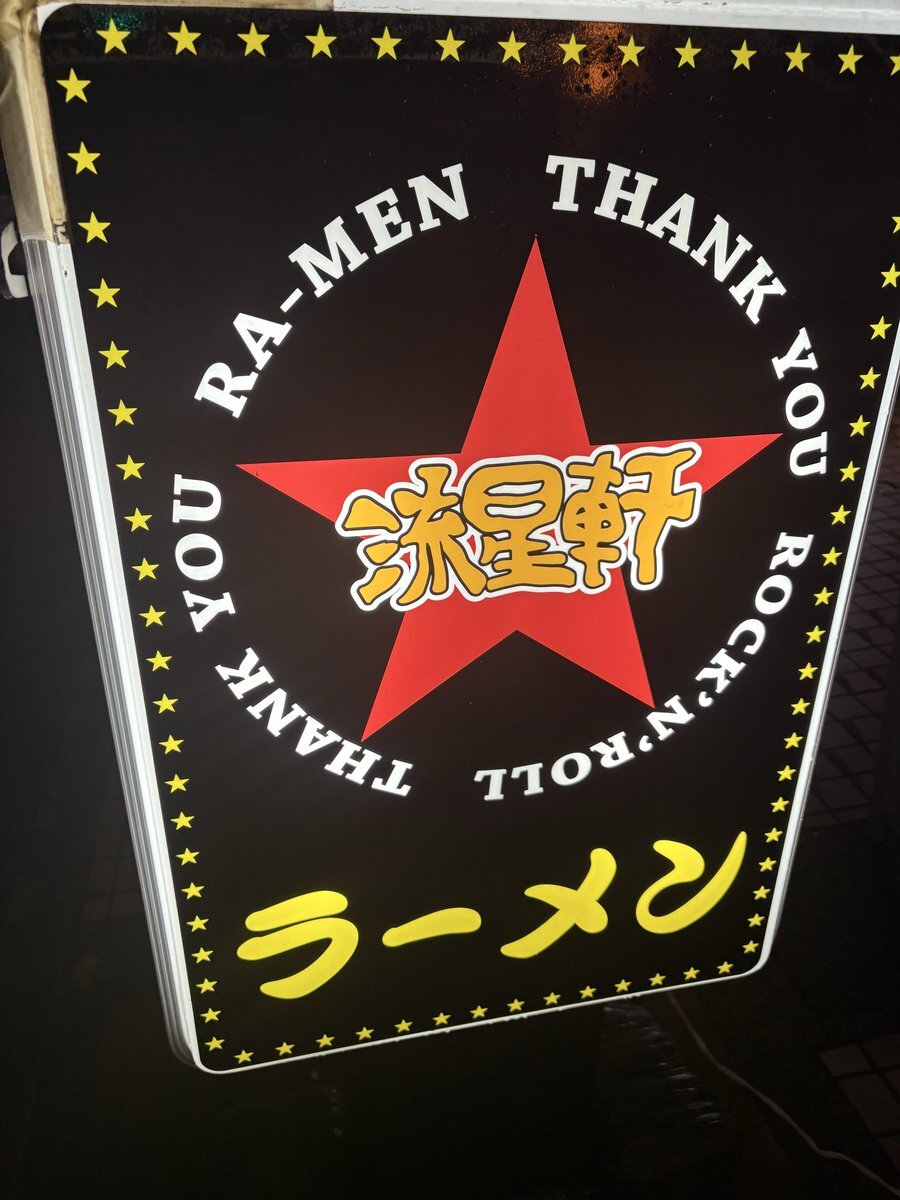 THANK YOU RA-MEN
THANK YOU ROCK'N'ROLL
流星軒
ラーメン